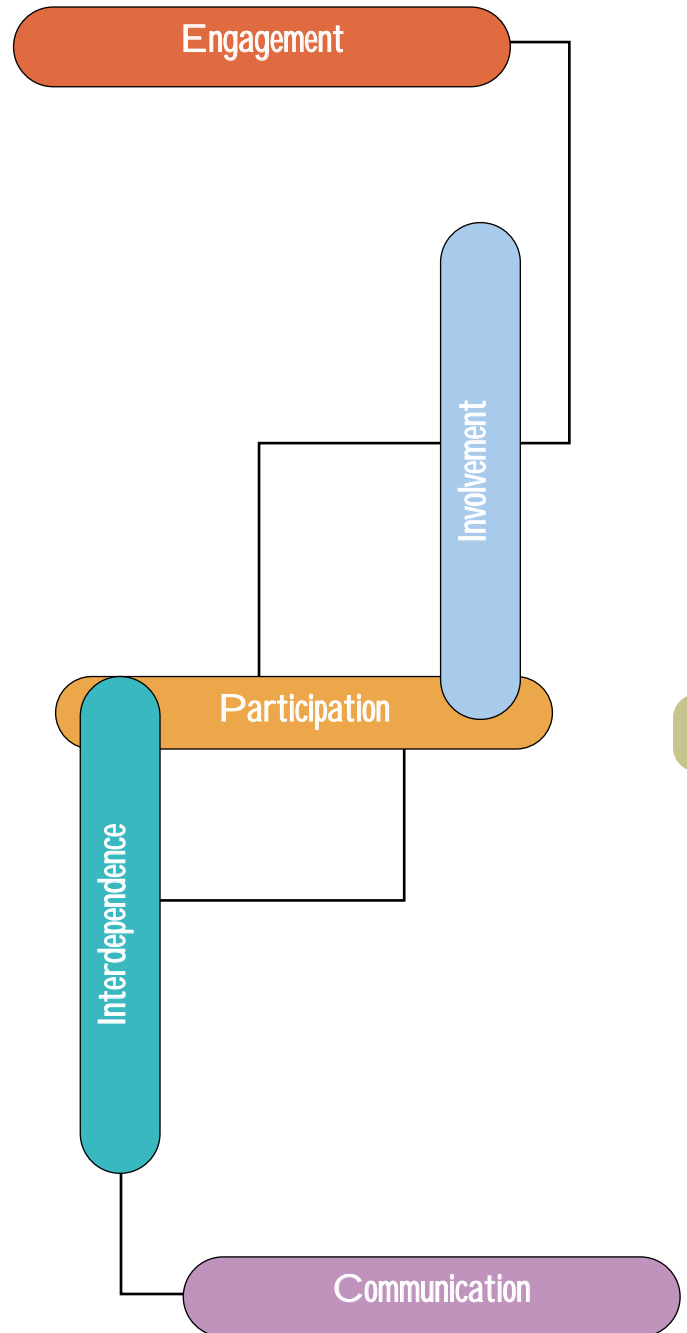 Engagement
Involvement
Participation
Interdependence
Communication